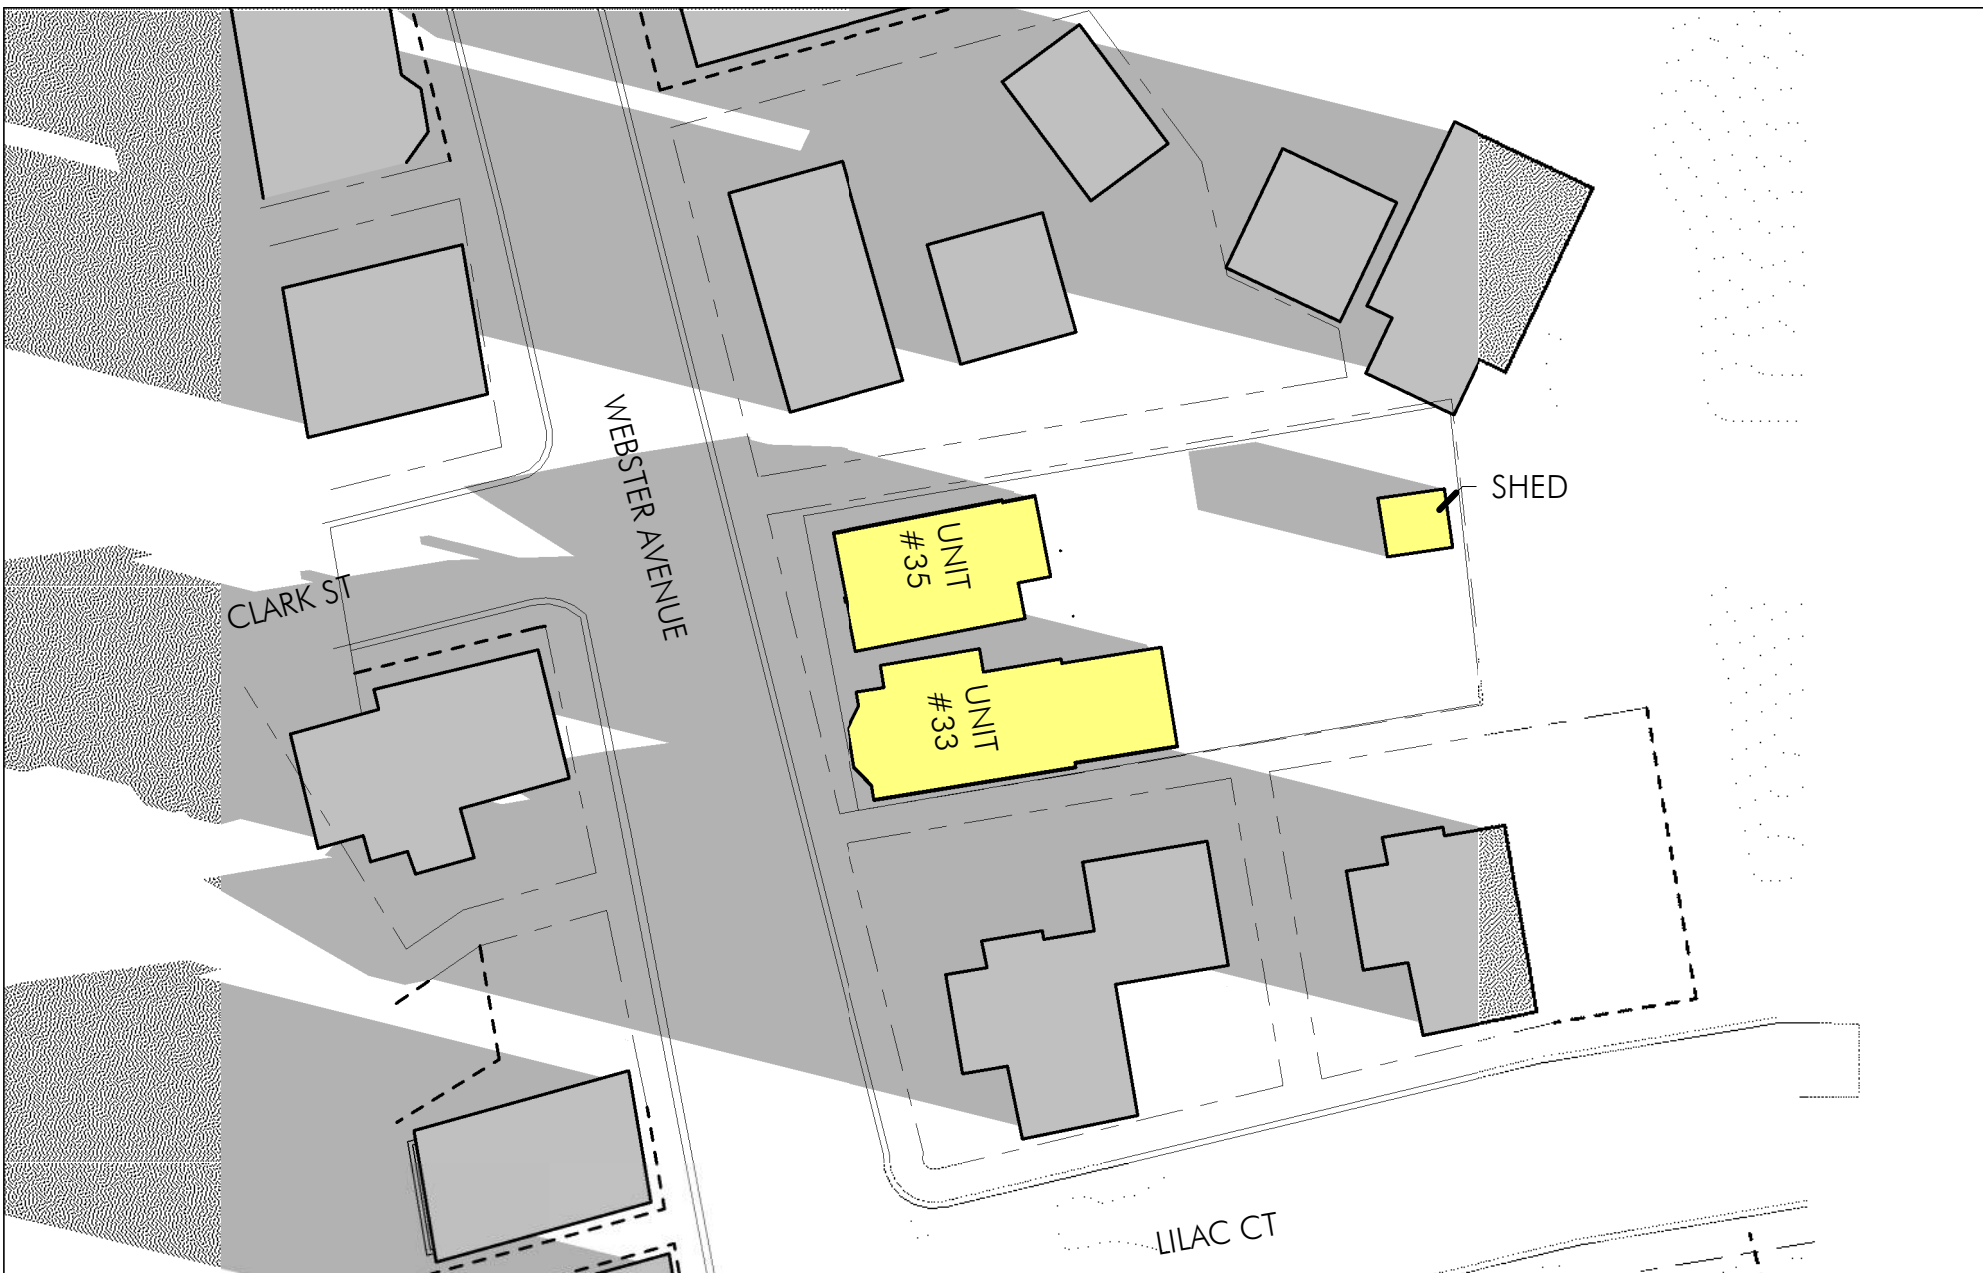 WEBSTER AVENUE
SHED
UNIT
#35
CLARK ST
UNIT
#33
LILAC CT